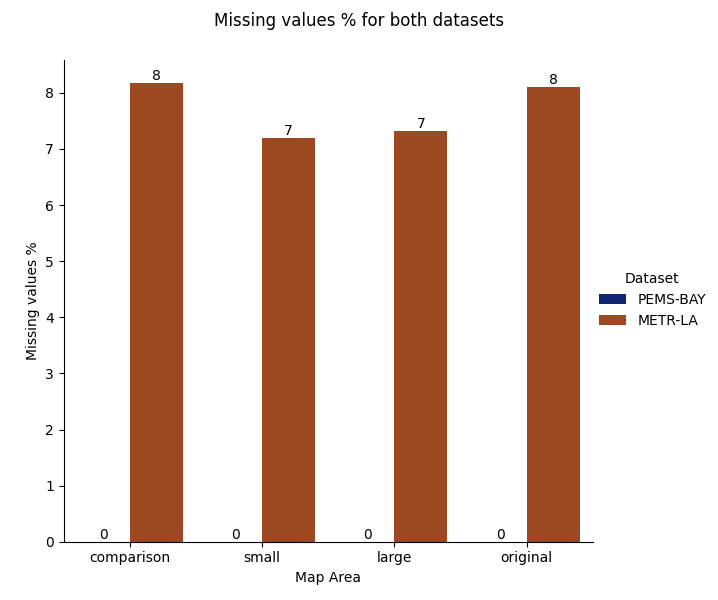 Missing values % for both datasets
Missing values %
8
7
6
5
4
3
2
1
0
0
8
0
7
0
7
0
8
comparison
small
large
original
Map Area
Dataset
PEMS-BAY
METR-LA